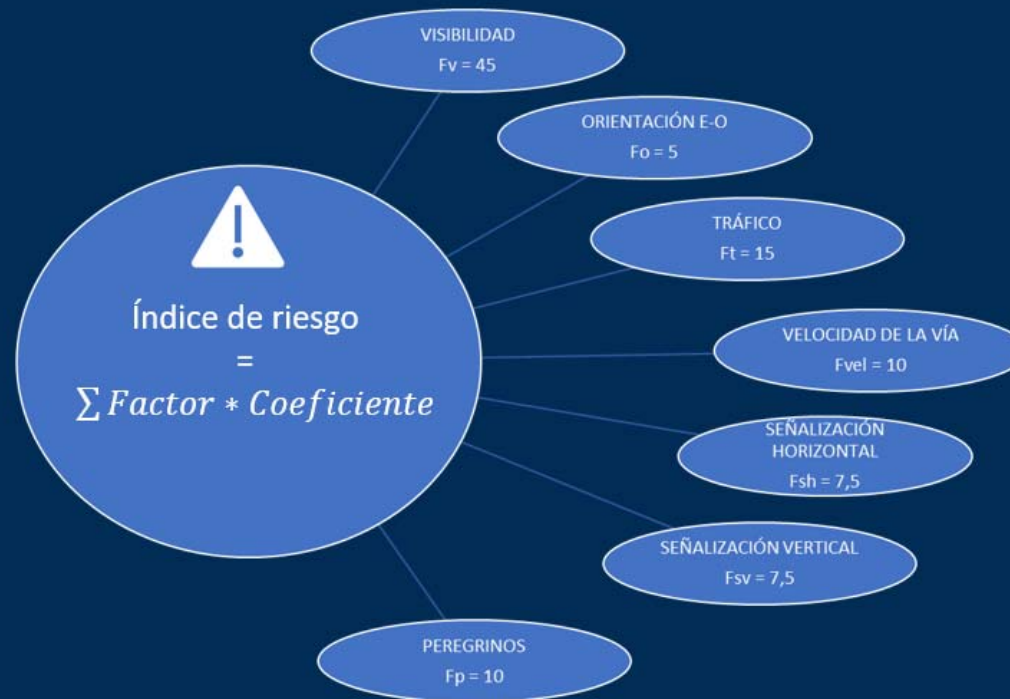 VISIBILIDAD
Fv = 45
ORIENTACIÓN E-O
Fo = 5
TRÁFICO
Ft = 15
VELOCIDAD DE LA VÍA
Fvel = 10
SEÑALIZACIÓN
HORIZONTAL
Fsh = 7,5
SEÑALIZACIÓN VERTICAL
Fsv = 7,5
PEREGRINOS
Fp = 10
Índice de riesgo
=
∑ Factor * Coeficiente